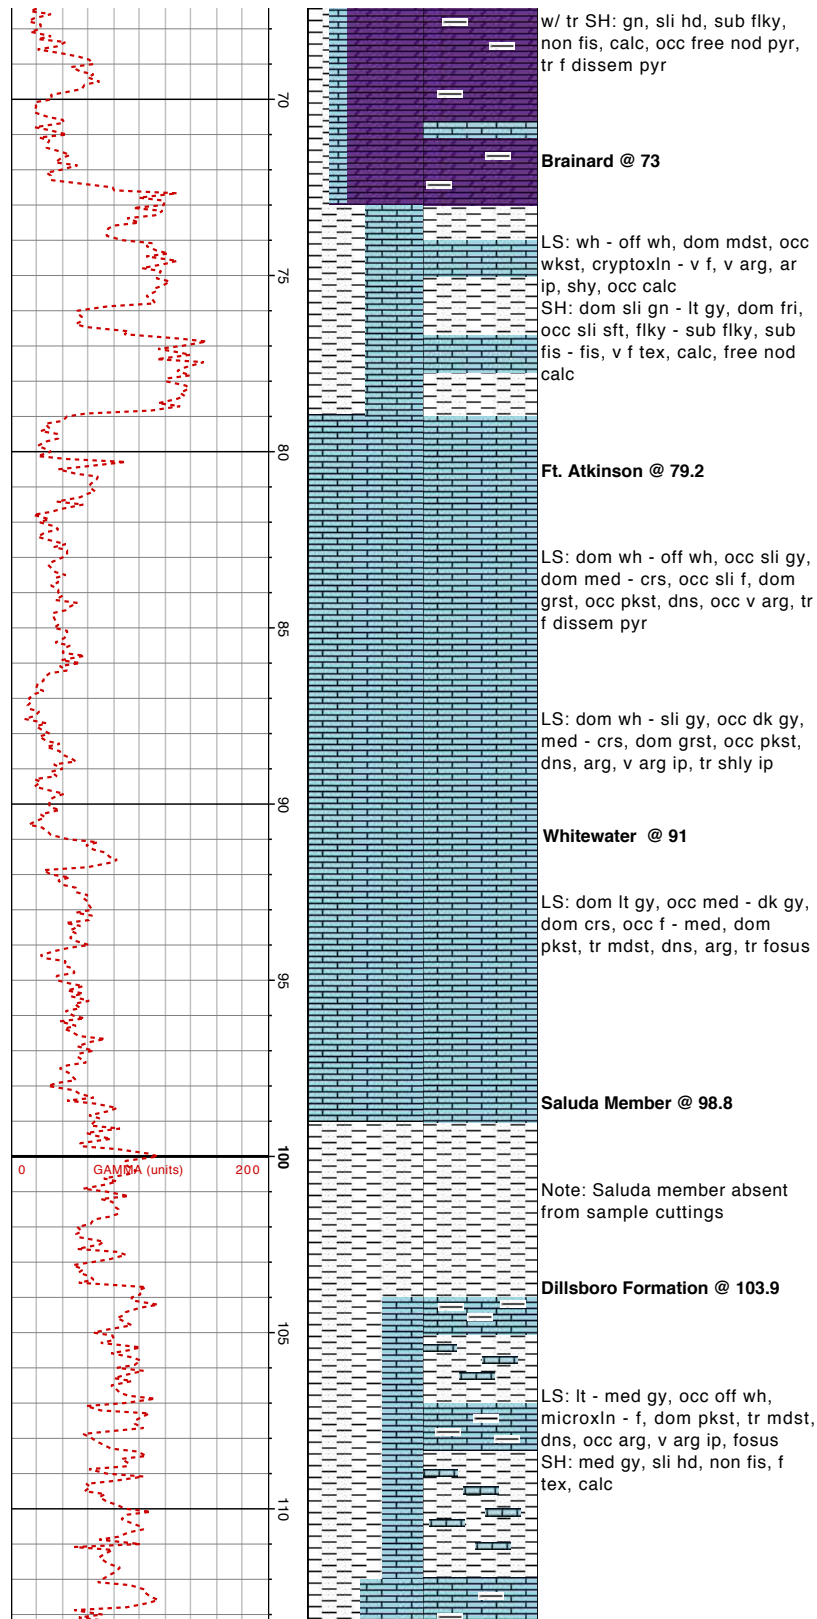 w/ tr SH: gn, sli hd, sub flky,
non fis, calc, occ free nod pyr,
tr f dissem pyr
70
Brainard @ 73
LS: wh - off wh, dom mdst, occ
wkst, cryptoxln - v f, v arg, ar
ip, shy, occ calc
SH: dom sli gn - lt gy, dom fri,
occ sli sft, flky - sub flky, sub
fis - fis, v f tex, calc, free nod
calc
75
80
Ft. Atkinson @ 79.2
LS: dom wh - off wh, occ sli gy,
dom med - crs, occ sli f, dom
grst, occ pkst, dns, occ v arg, tr
f dissem pyr
85
LS: dom wh - sli gy, occ dk gy,
med - crs, dom grst, occ pkst,
dns, arg, v arg ip, tr shly ip
90
Whitewater @ 91
LS: dom lt gy, occ med - dk gy,
dom crs, occ f - med, dom
pkst, tr mdst, dns, arg, tr fosus
95
Saluda Member @ 98.8
100
0 GAMMA (units) 200
Note: Saluda member absent
from sample cuttings
Dillsboro Formation @ 103.9
105
LS: lt - med gy, occ off wh,
microxln - f, dom pkst, tr mdst,
dns, occ arg, v arg ip, fosus
SH: med gy, sli hd, non fis, f
tex, calc
110